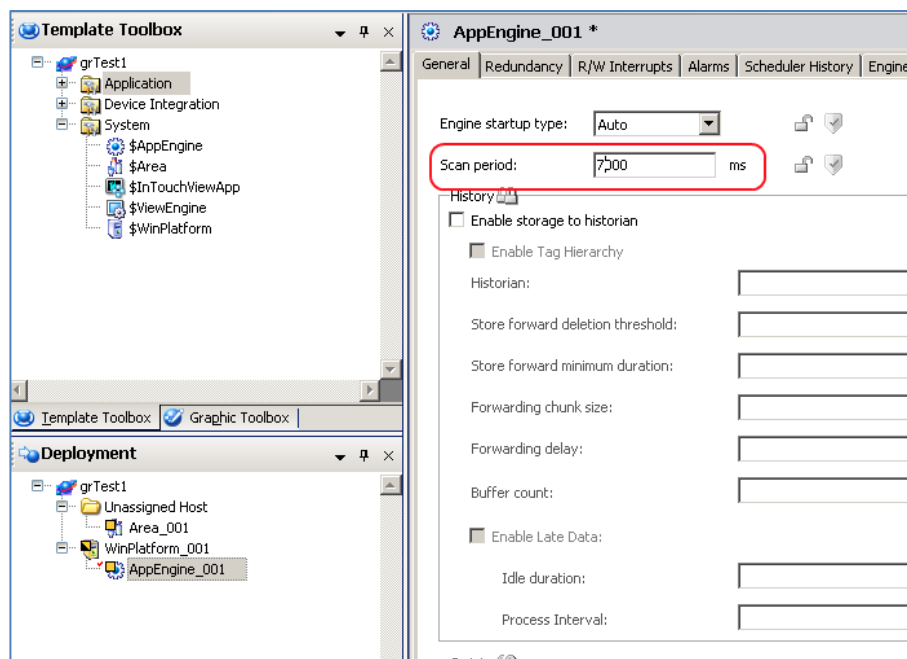 Template Toolbox
grTest1
Application
Device Integration
System
$AppEngine
$Area
$InTouchViewApp
$ViewEngine
$WinPlatform
Template Toolbox Graphic Toolbox
Deployment
grTest1
Unassigned Host
Area_001
WinPlatform_001
AppEngine_001
AppEngine_001 *
General Redundancy R/W Interrupts Alarms Scheduler History Engine
Engine startup type: Auto
Scan period: 7,000 ms
History
Enable storage to historian
Enable Tag Hierarchy
Historian:
Store forward deletion threshold:
Store forward minimum duration:
Forwarding chunk size:
Forwarding delay:
Buffer count:
Enable Late Data:
Idle duration:
Process Interval: